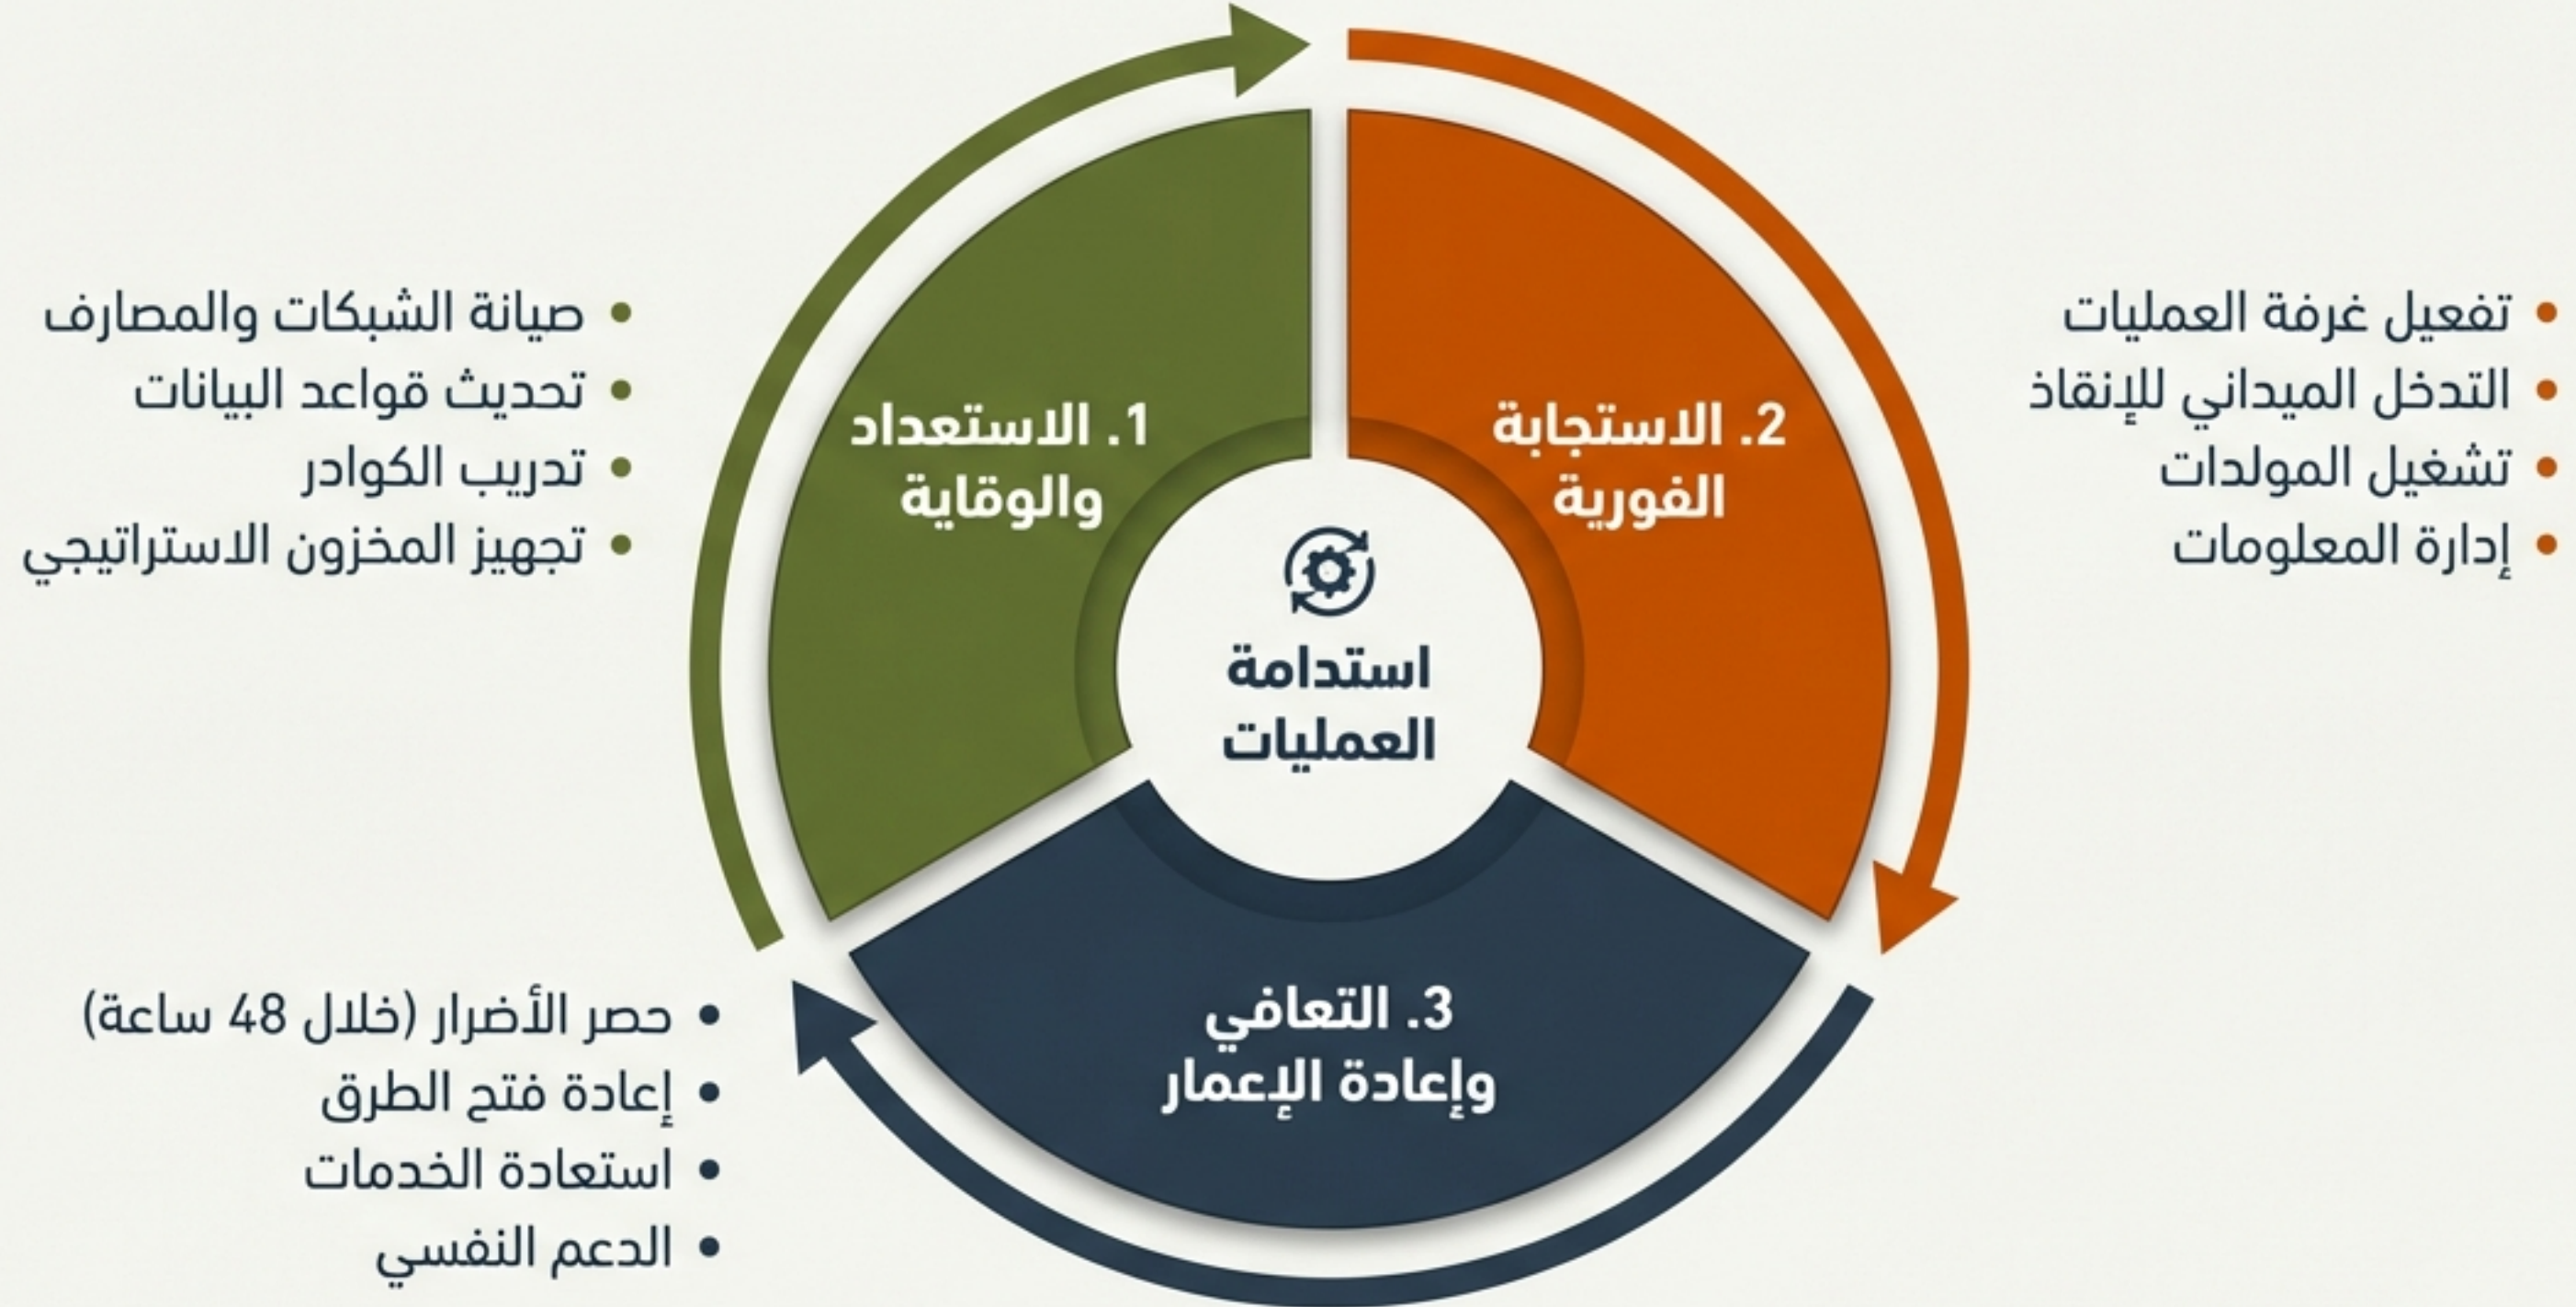 1. الاستعداد
والوقاية
• صيانة الشبكات والمصارف
• تحديث قواعد البيانات
• تدريب الكوادر
• تجهيز المخزون الاستراتيجي
2. الاستجابة
الفورية
• تفعيل غرفة العمليات
• التدخل الميداني للإنقاذ
• تشغيل المولدات
• إدارة المعلومات
استدامة
العمليات
3. التعافي
وإعادة الإعمار
• حصر الأضرار (خلال 48 ساعة)
• إعادة فتح الطرق
• استعادة الخدمات
• الدعم النفسي